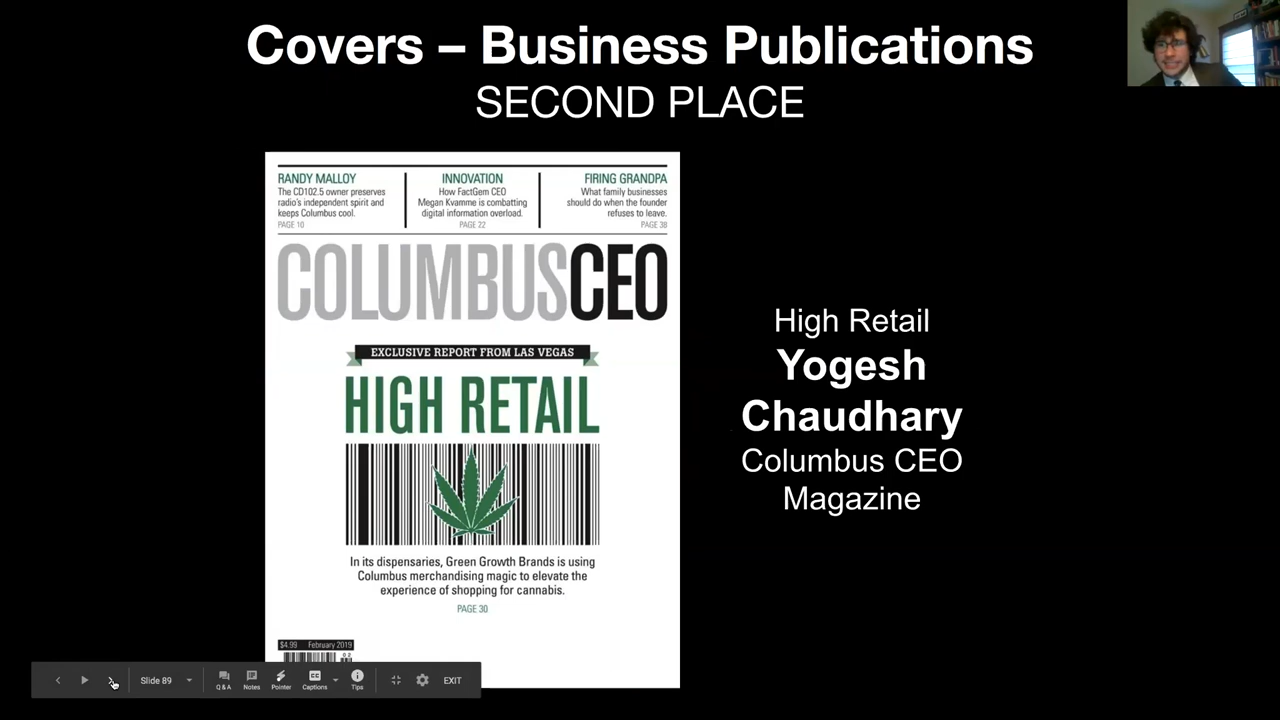 Covers – Business Publications
SECOND PLACE
RANDY MALLOY
The CD102.5 owner preserves
radio's independent spirit and
keeps Columbus cool.
PAGE 10
INNOVATION
How FactGem CEO
Megan Kvamme is combatting
digital information overload.
PAGE 22
FIRING GRANDPA
What family businesses
should do when the founder
refuses to leave.
PAGE 38
COLUMBUSCEO
EXCLUSIVE REPORT FROM LAS VEGAS
HIGH RETAIL
In its dispensaries, Green Growth Brands is using
Columbus merchandising magic to elevate the
experience of shopping for cannabis.
PAGE 30
$4.99 February 2019
0 2
High Retail
Yogesh
Chaudhary
Columbus CEO
Magazine
Slide 89
Q & A
Notes
Pointer
Captions
Tips
EXIT